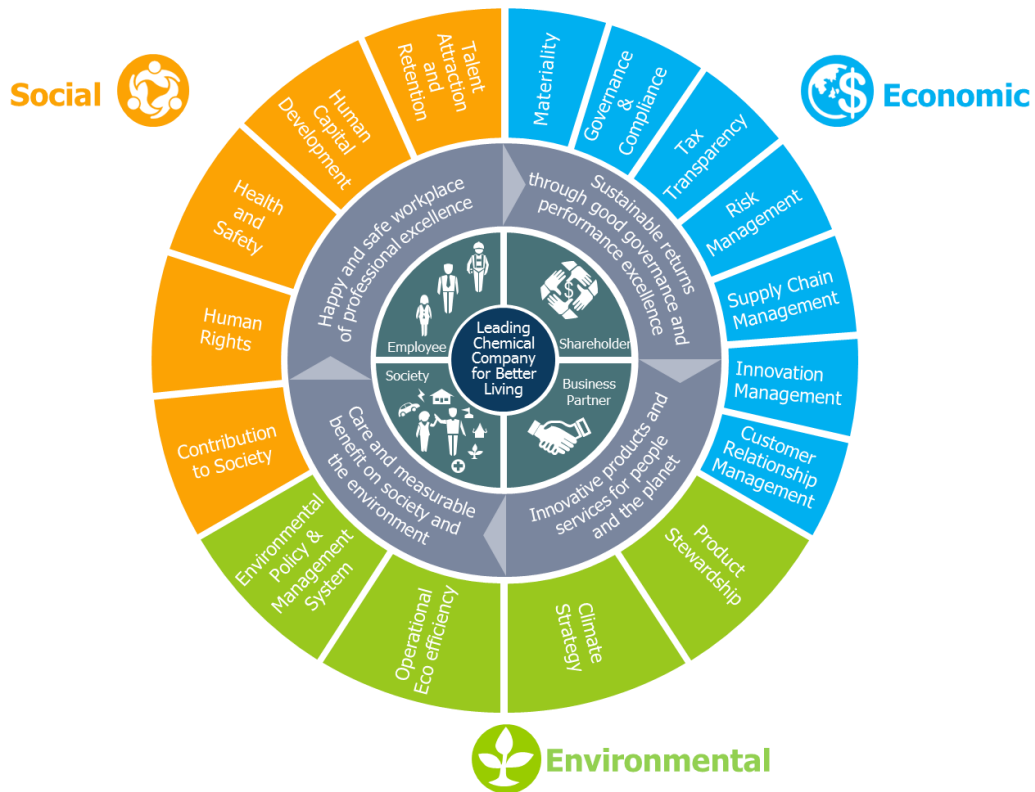 Social
Economic
Talent
Attraction
and
Retention
Materiality
Governance
&
Compliance
Tax
Transparency
Risk
Management
Supply Chain
Management
Innovation
Management
Customer
Relationship
Management
Product
Stewardship
Climate
Strategy
Operational
Eco efficiency
Environmental
Policy &
Management
System
Contribution
to Society
Human
Rights
Health
and
Safety
Human
Capital
Development
Happy and safe workplace
of professional excellence
Sustainable returns
through good governance and
performance excellence
Innovative products and
services for people
and the planet
Care and measurable
benefit on society and
the environment
Employee
Shareholder
Society
Business
Partner
Leading
Chemical
Company
for Better
Living
Environmental